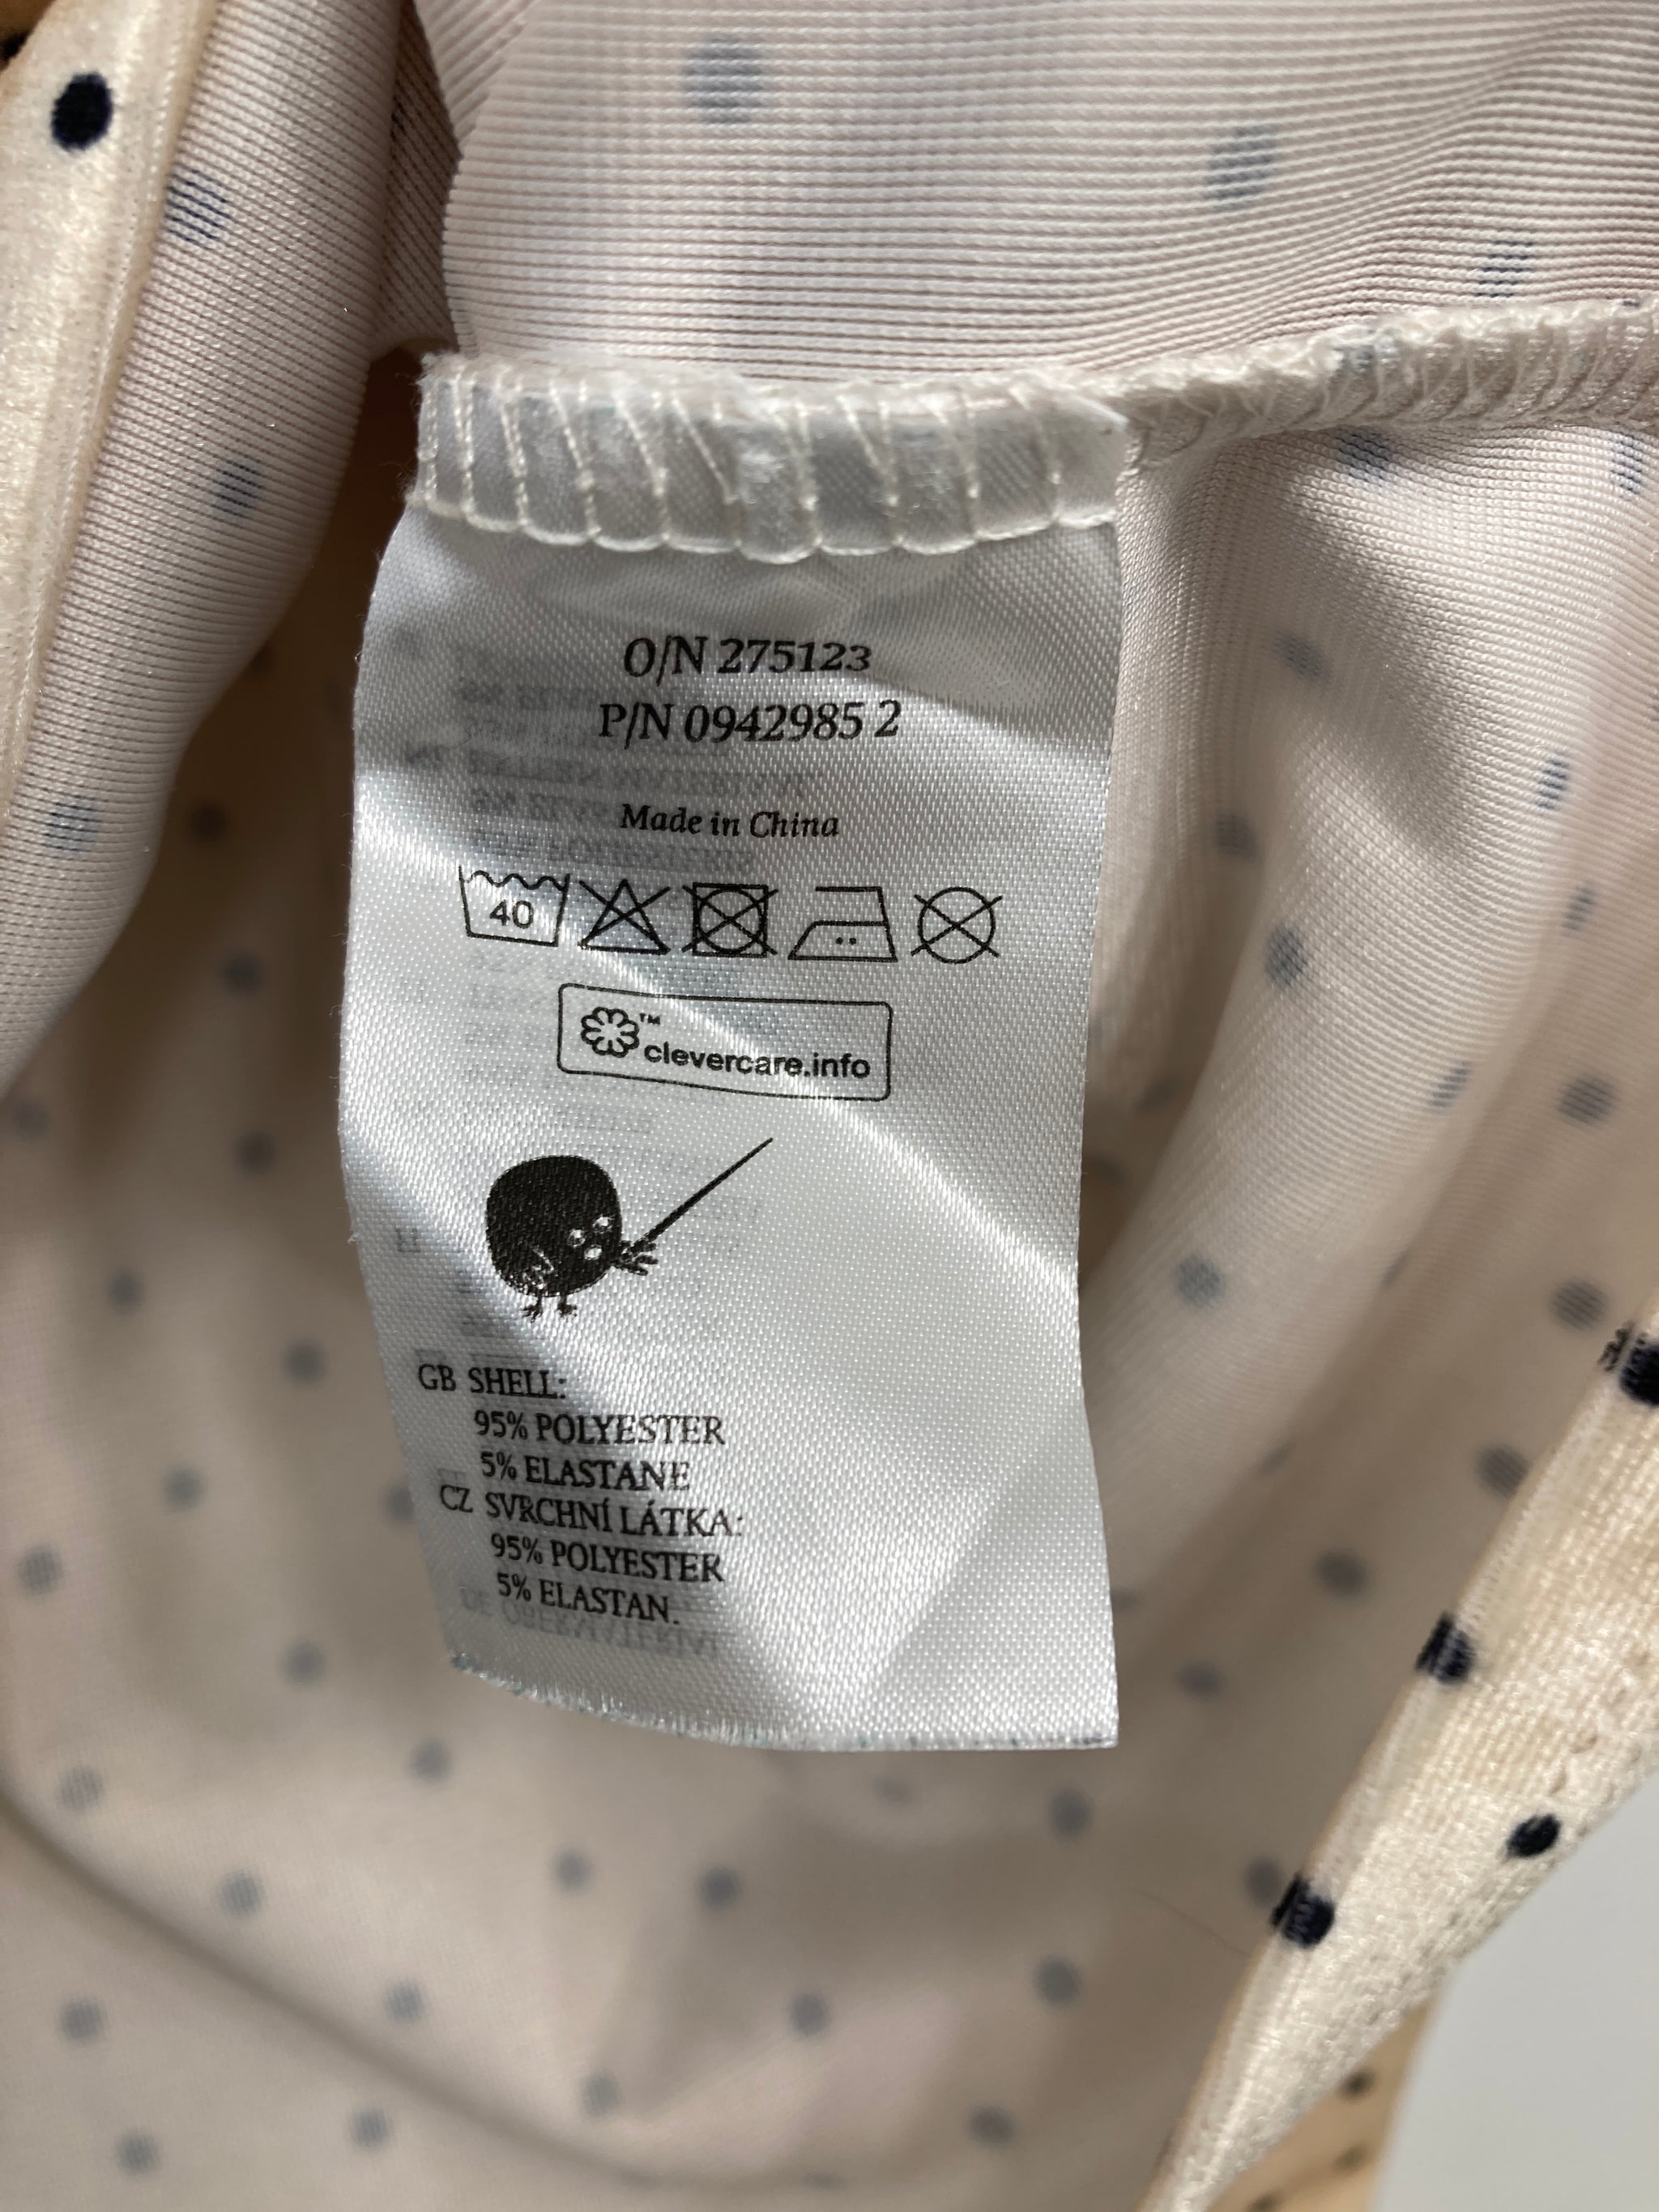 O/N 275123
P/N 0942985 2
Made in China
40
™
clevercare.info
GB SHELL:
95% POLYESTER
5% ELASTANE
CZ SVRCHNÍ LÁTKA:
95% POLYESTER
5% ELASTAN.